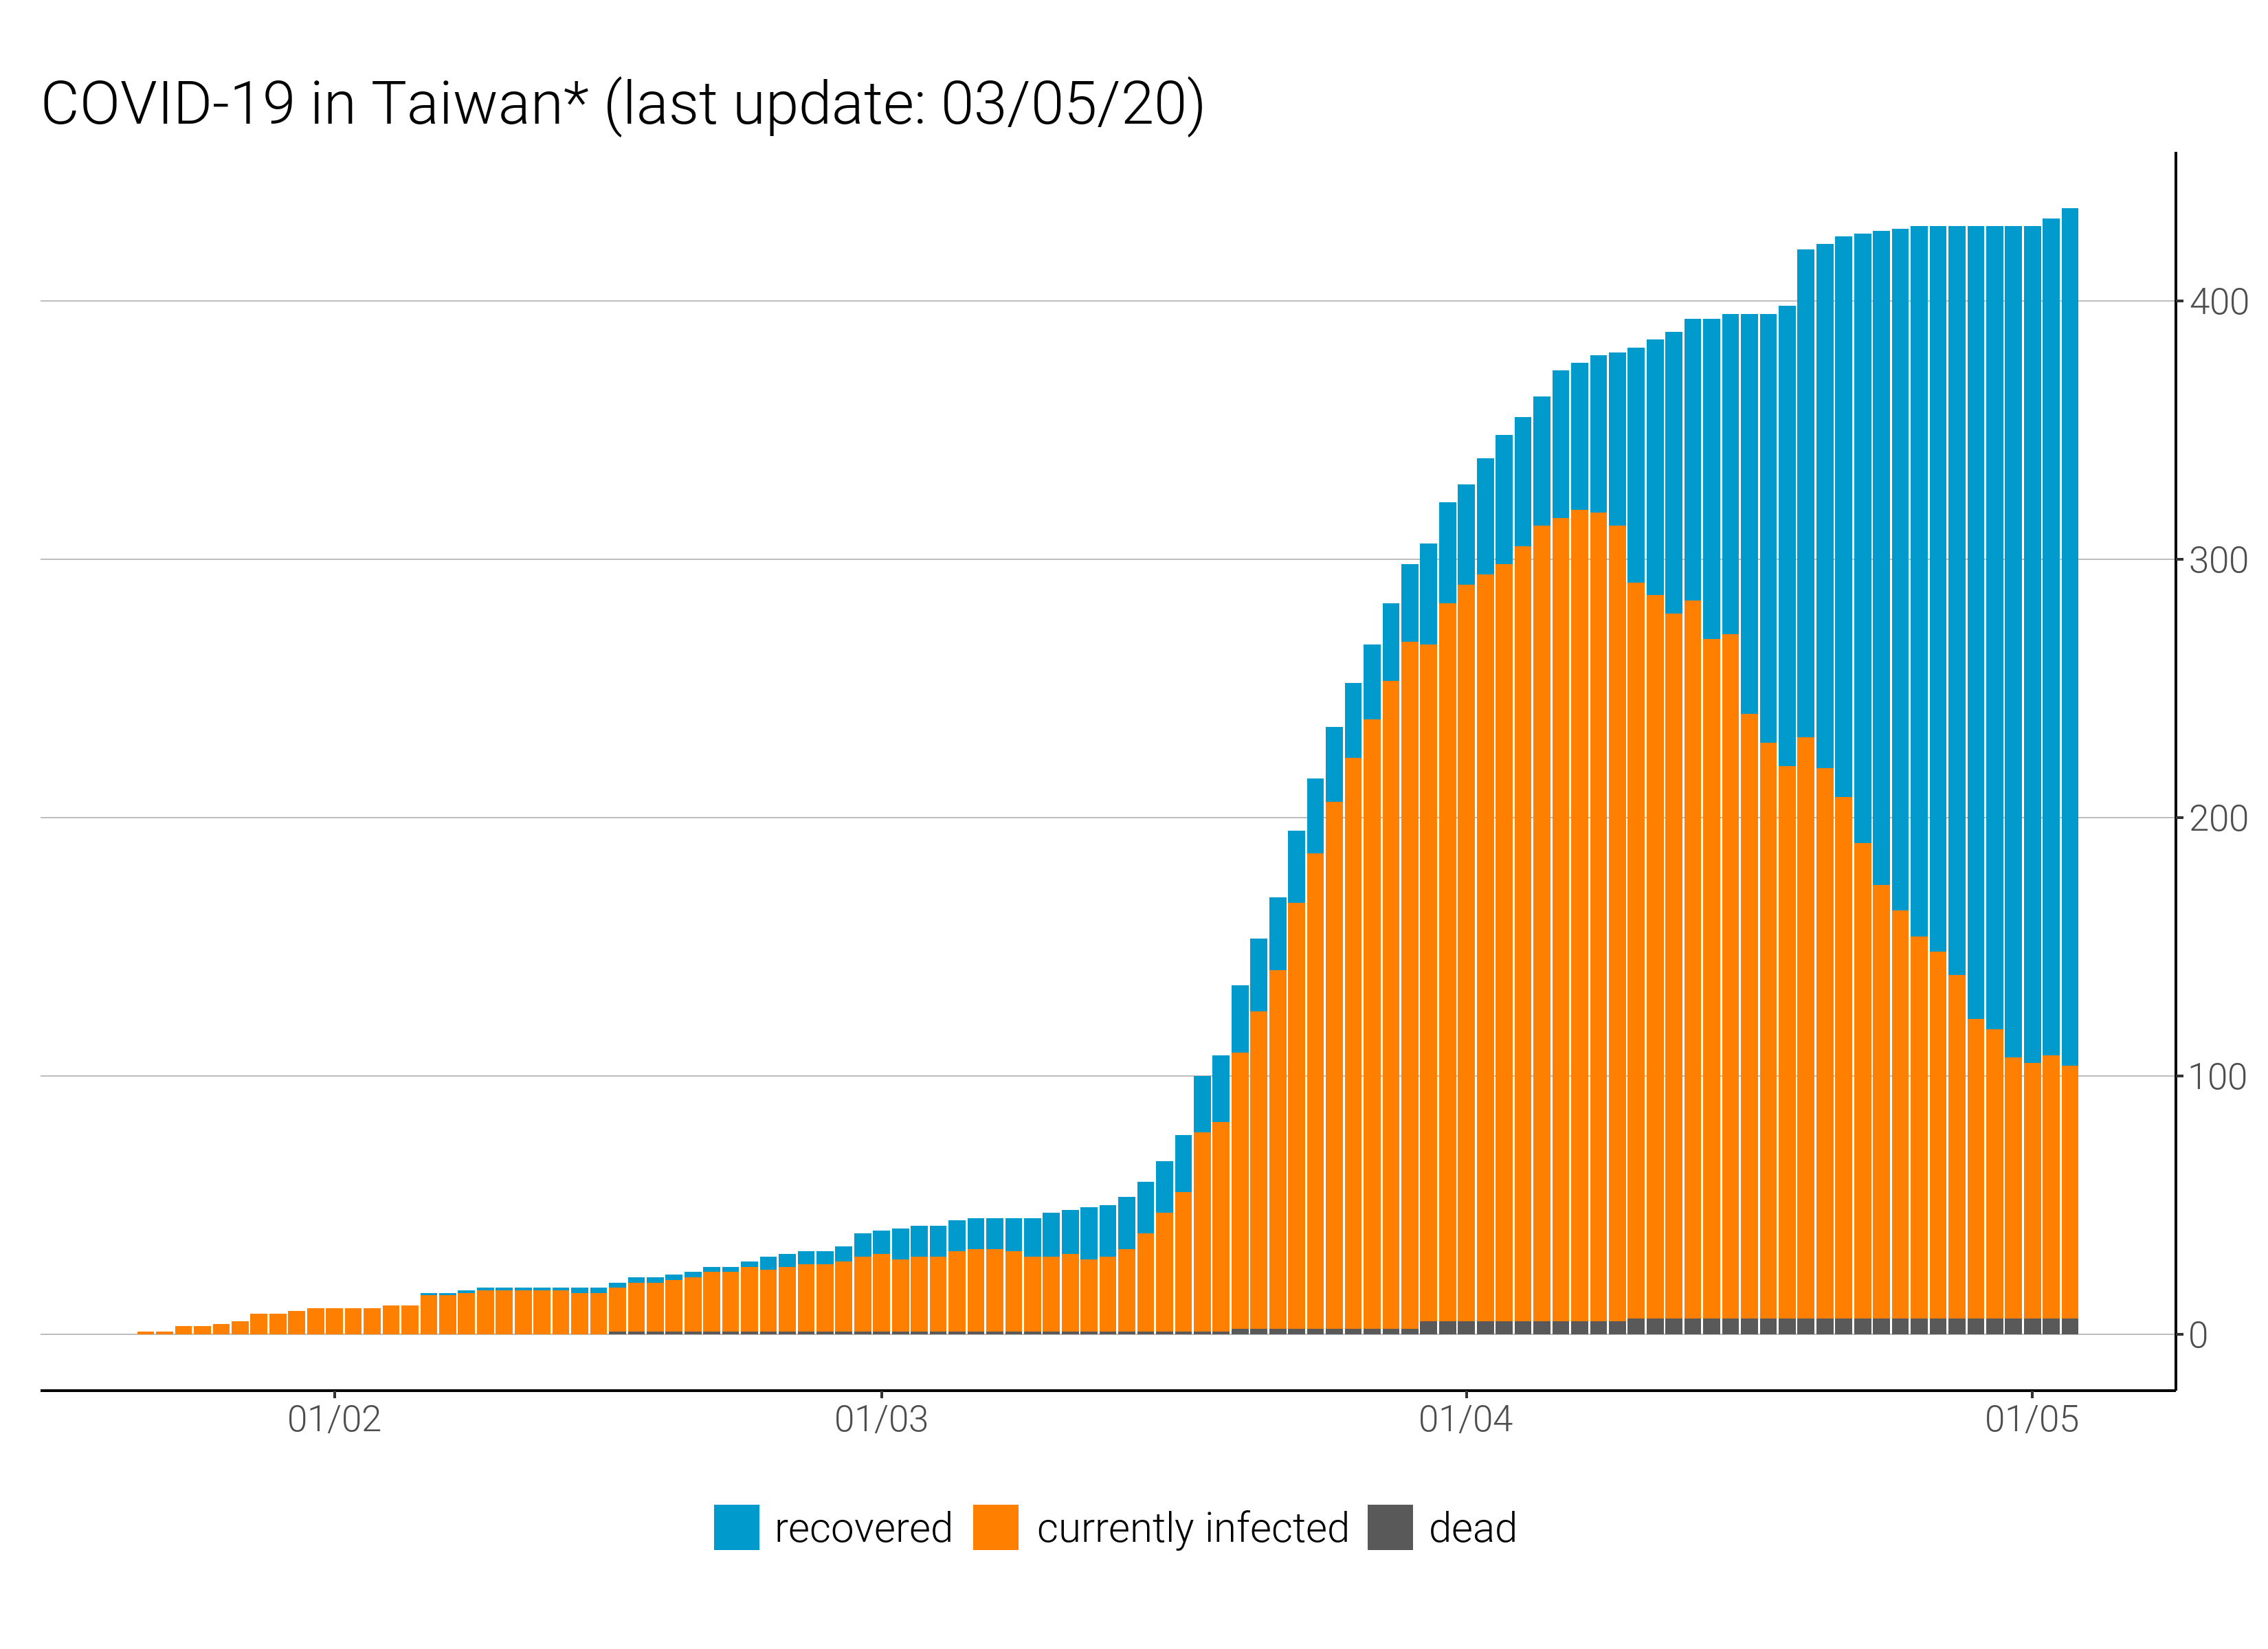 COVID-19 in Taiwan* (last update: 03/05/20)
400
300
200
100
0
01/02 01/03 01/04 01/05
recovered currently infected dead